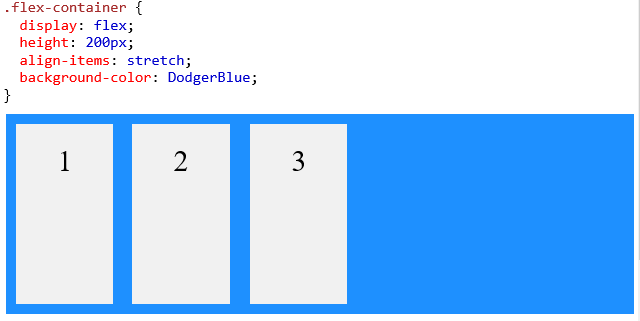 .flex-container {
  display: flex;
  height: 200px;
  align-items: stretch;
  background-color: DodgerBlue;
}
1 2 3